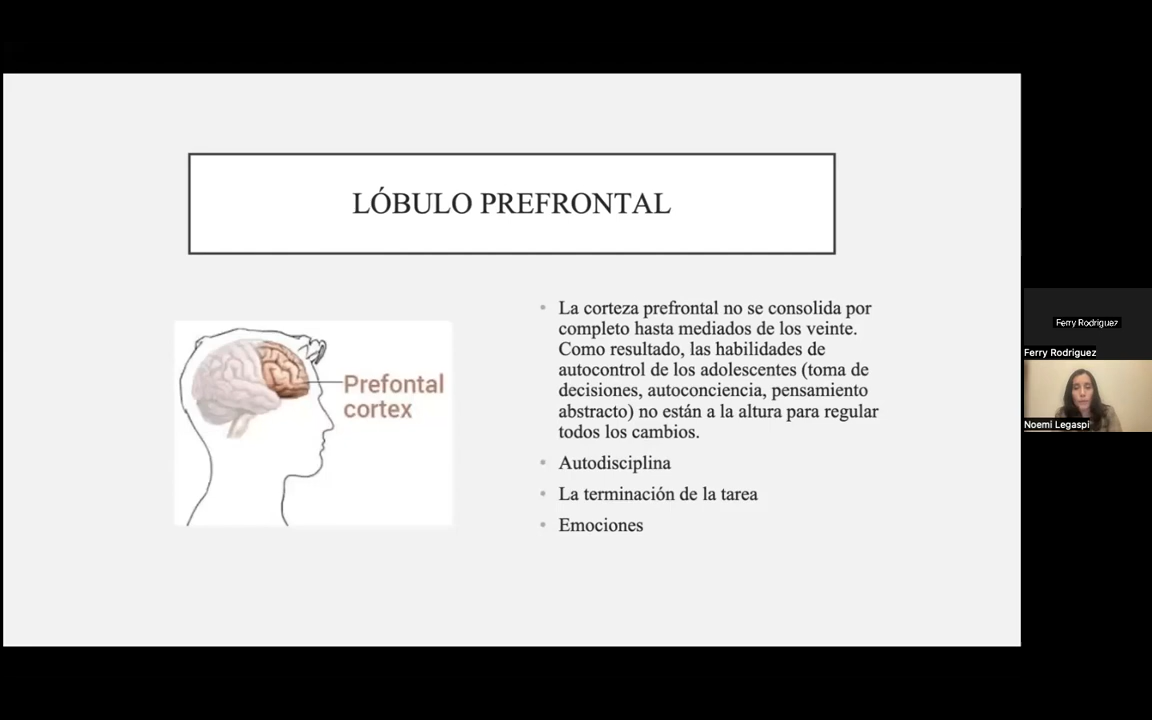 LÓBULO PREFRONTAL
Prefontal
cortex
La corteza prefrontal no se consolida por
completo hasta mediados de los veinte.
Como resultado, las habilidades de
autocontrol de los adolescentes (toma de
decisiones, autoconciencia, pensamiento
abstracto) no están a la altura para regular
todos los cambios.
Autodisciplina
La terminación de la tarea
Emociones
Ferry Rodriguez
Ferry Rodriguez
Noemi Legaspi